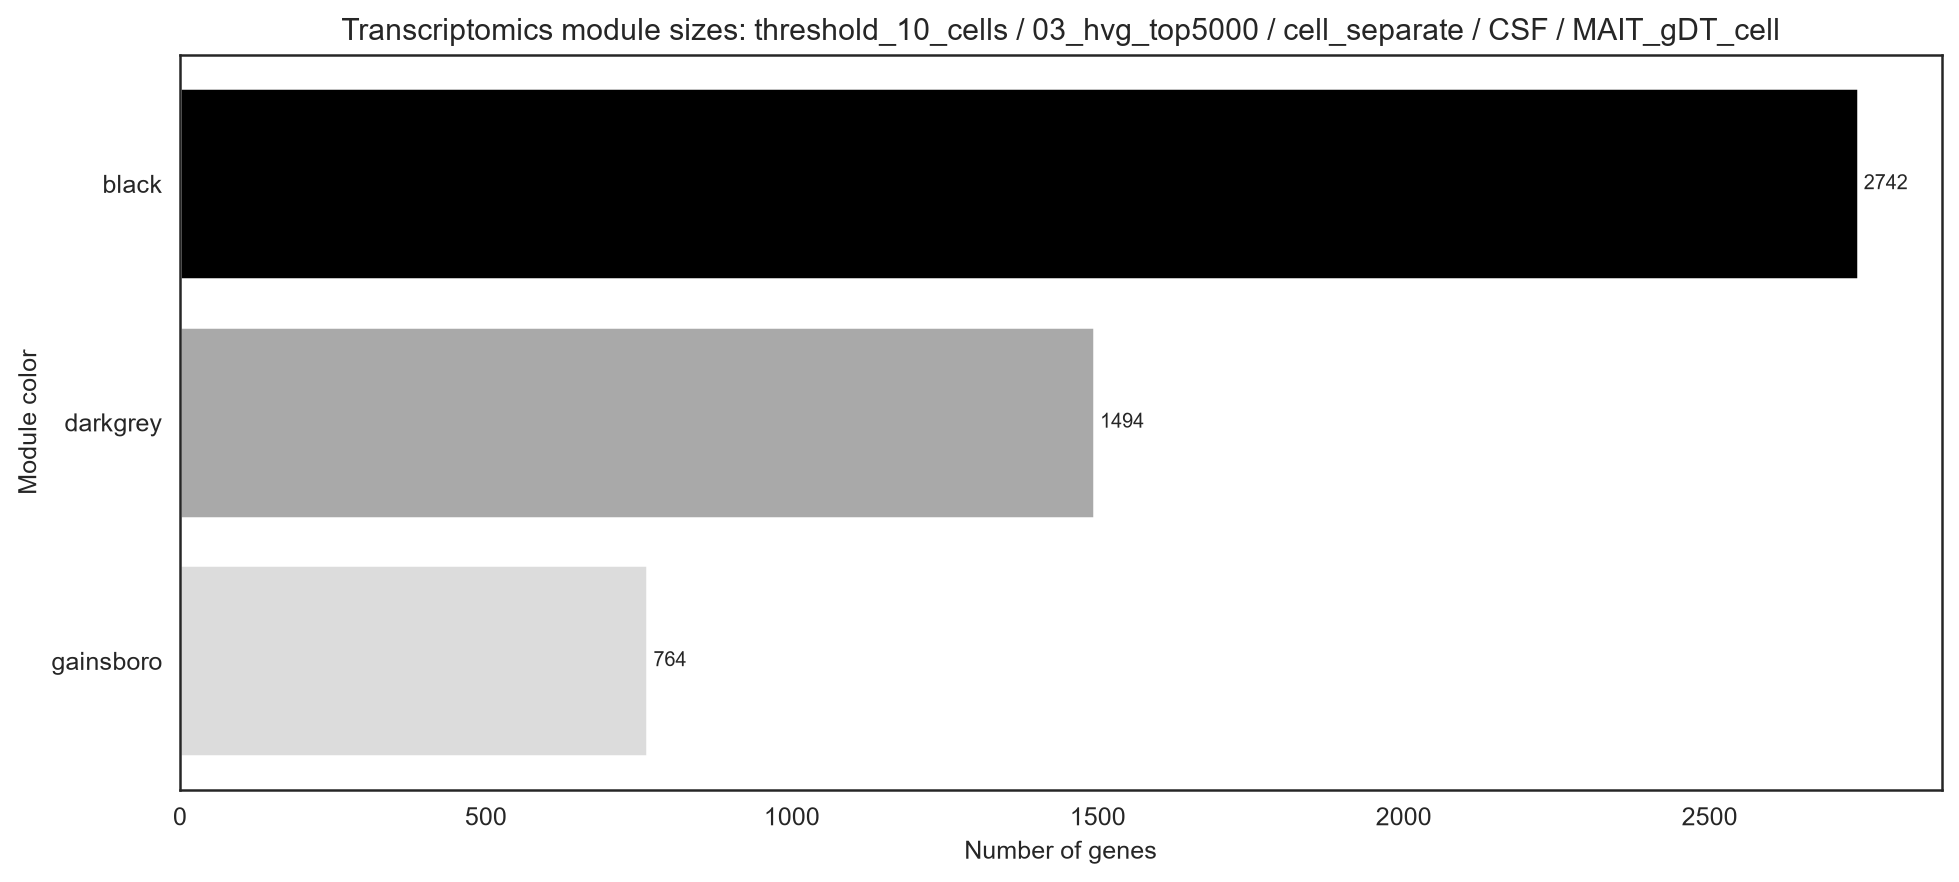 Transcriptomics module sizes: threshold_10_cells / 03_hvg_top5000 / cell_separate / CSF / MAIT_gDT_cell
Module color
black
2742
darkgrey
1494
gainsboro
764
0 500 1000 1500 2000 2500
Number of genes